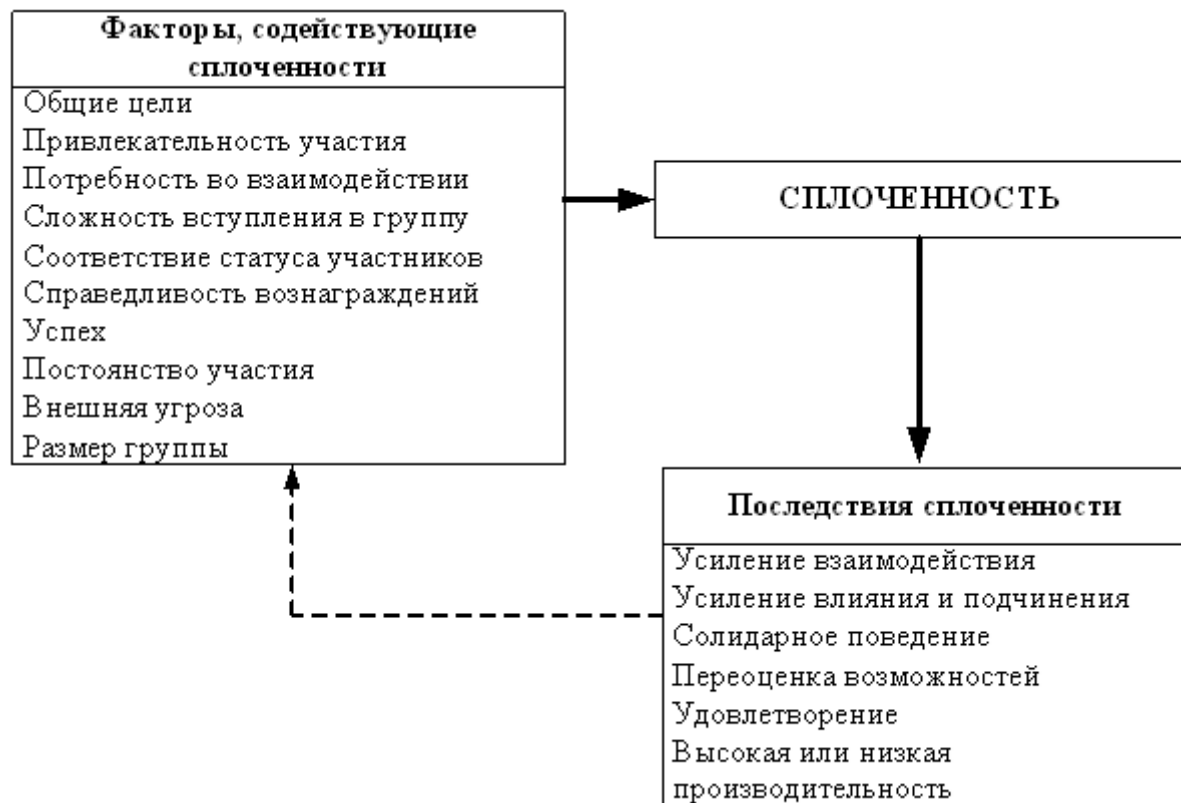 Факторы, содействующие
сплоченности
Общие цели
Привлекательность участия
Потребность во взаимодействии
Сложность вступления в группу
Соответствие статуса участников
Справедливость вознаграждений
Успех
Постоянство участия
Внешняя угроза
Размер группы
СПЛОЧЕННОСТЬ
Последствия сплоченности
Усиление взаимодействия
Усиление влияния и подчинения
Солидарное поведение
Переоценка возможностей
Удовлетворение
Высокая или низкая
производительность